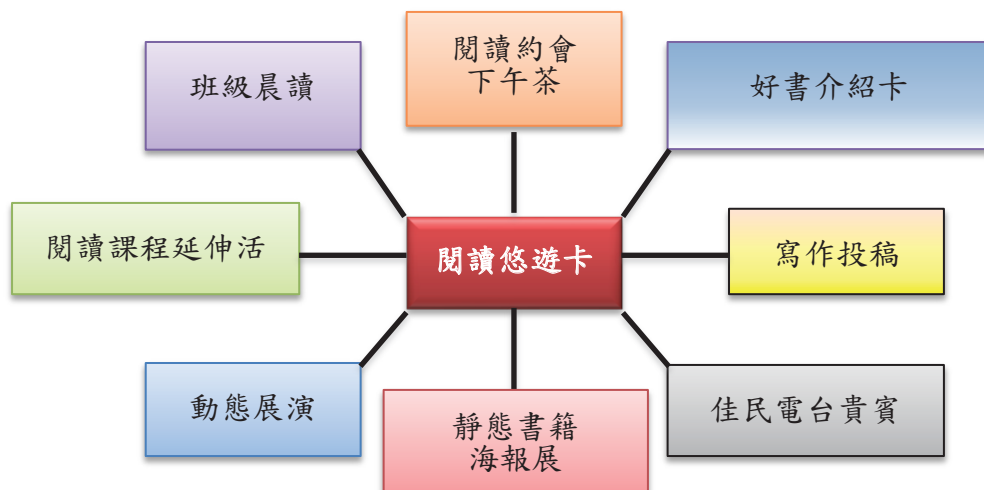 閱讀約會
下午茶
班級晨讀
好書介紹卡
閱讀課程延伸活
閱讀悠遊卡
寫作投稿
動態展演
靜態書籍
海報展
佳民電台貴賓